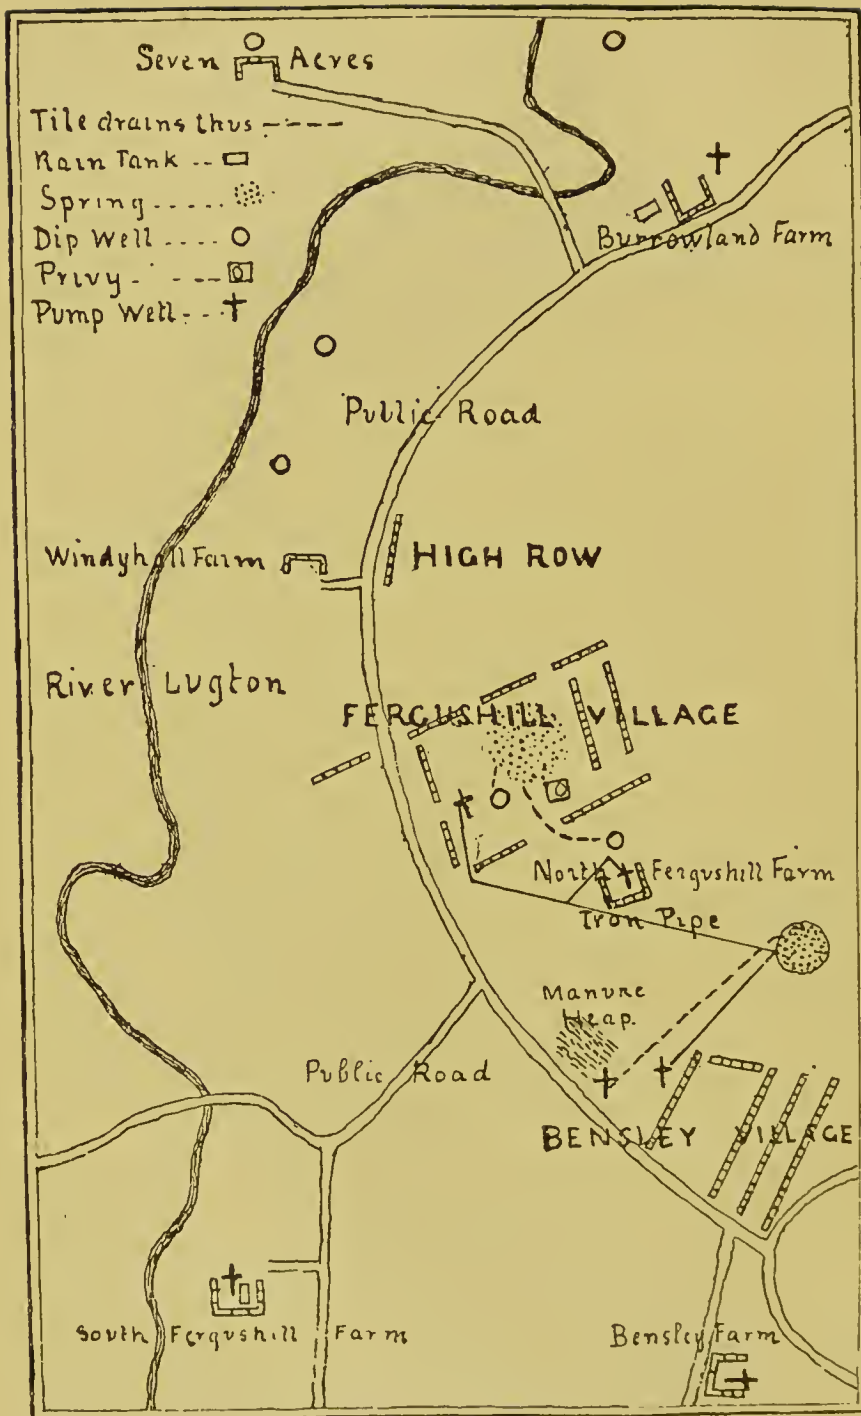 Seven Acres
Tile drains thus ----
Rain Tank --
Spring -----
Dip Well ----
Privy - - ---
Pump Well - - -
Burrowland Farm
Public Road
Windyhill Farm
HIGH ROW
River Lugton
FERGUSHILL VILLAGE
North Fergushill Farm
Iron Pipe
Manure
Heap.
Public Road
BENSLEY VILLAGE
South Fergushill Farm
Bensley Farm